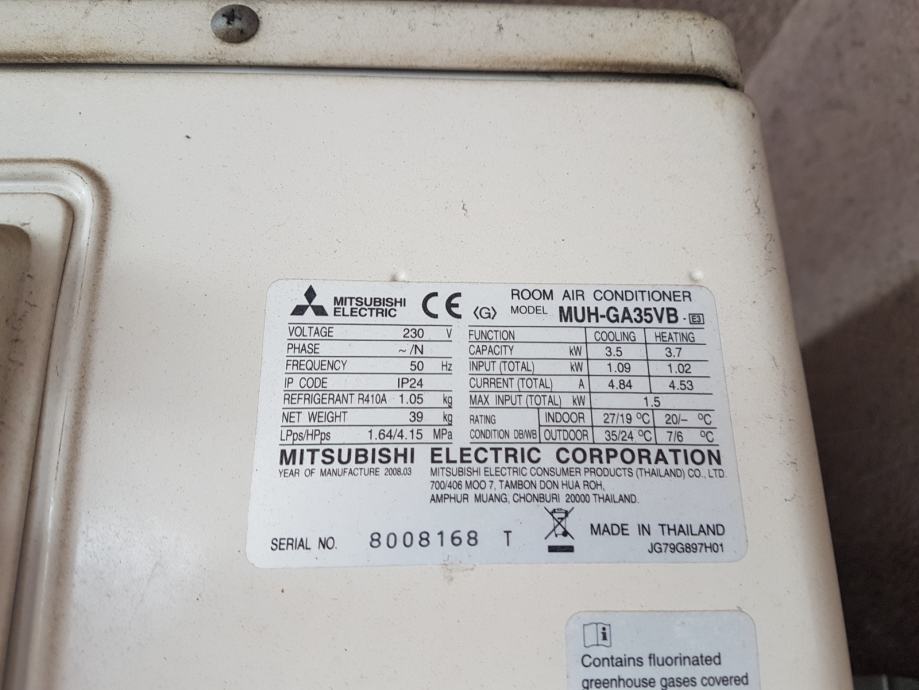 MITSUBISHI ELECTRIC
CE
ROOM AIR CONDITIONER
⟨G⟩ MODEL MUH-GA35VB - E3
VOLTAGE 230 V
PHASE ~/N
FREQUENCY 50 Hz
IP CODE IP24
REFRIGERANT R410A 1.05 kg
NET WEIGHT 39 kg
LPps/HPps 1.64/4.15 MPa
FUNCTION COOLING HEATING
CAPACITY kW 3.5 3.7
INPUT (TOTAL) kW 1.09 1.02
CURRENT (TOTAL) A 4.84 4.53
MAX INPUT (TOTAL) kW 1.5
RATING CONDITION DB/WB INDOOR 27/19 °C 20/– °C
OUTDOOR 35/24 °C 7/6 °C
MITSUBISHI ELECTRIC CORPORATION
YEAR OF MANUFACTURE 2008.03
MITSUBISHI ELECTRIC CONSUMER PRODUCTS (THAILAND) CO., LTD.
700/406 MOO 7, TAMBON DON HUA ROH,
AMPHUR MUANG, CHONBURI 20000 THAILAND.
SERIAL NO. 8008168 T
MADE IN THAILAND
JG79G897H01
i
Contains fluorinated
greenhouse gases covered